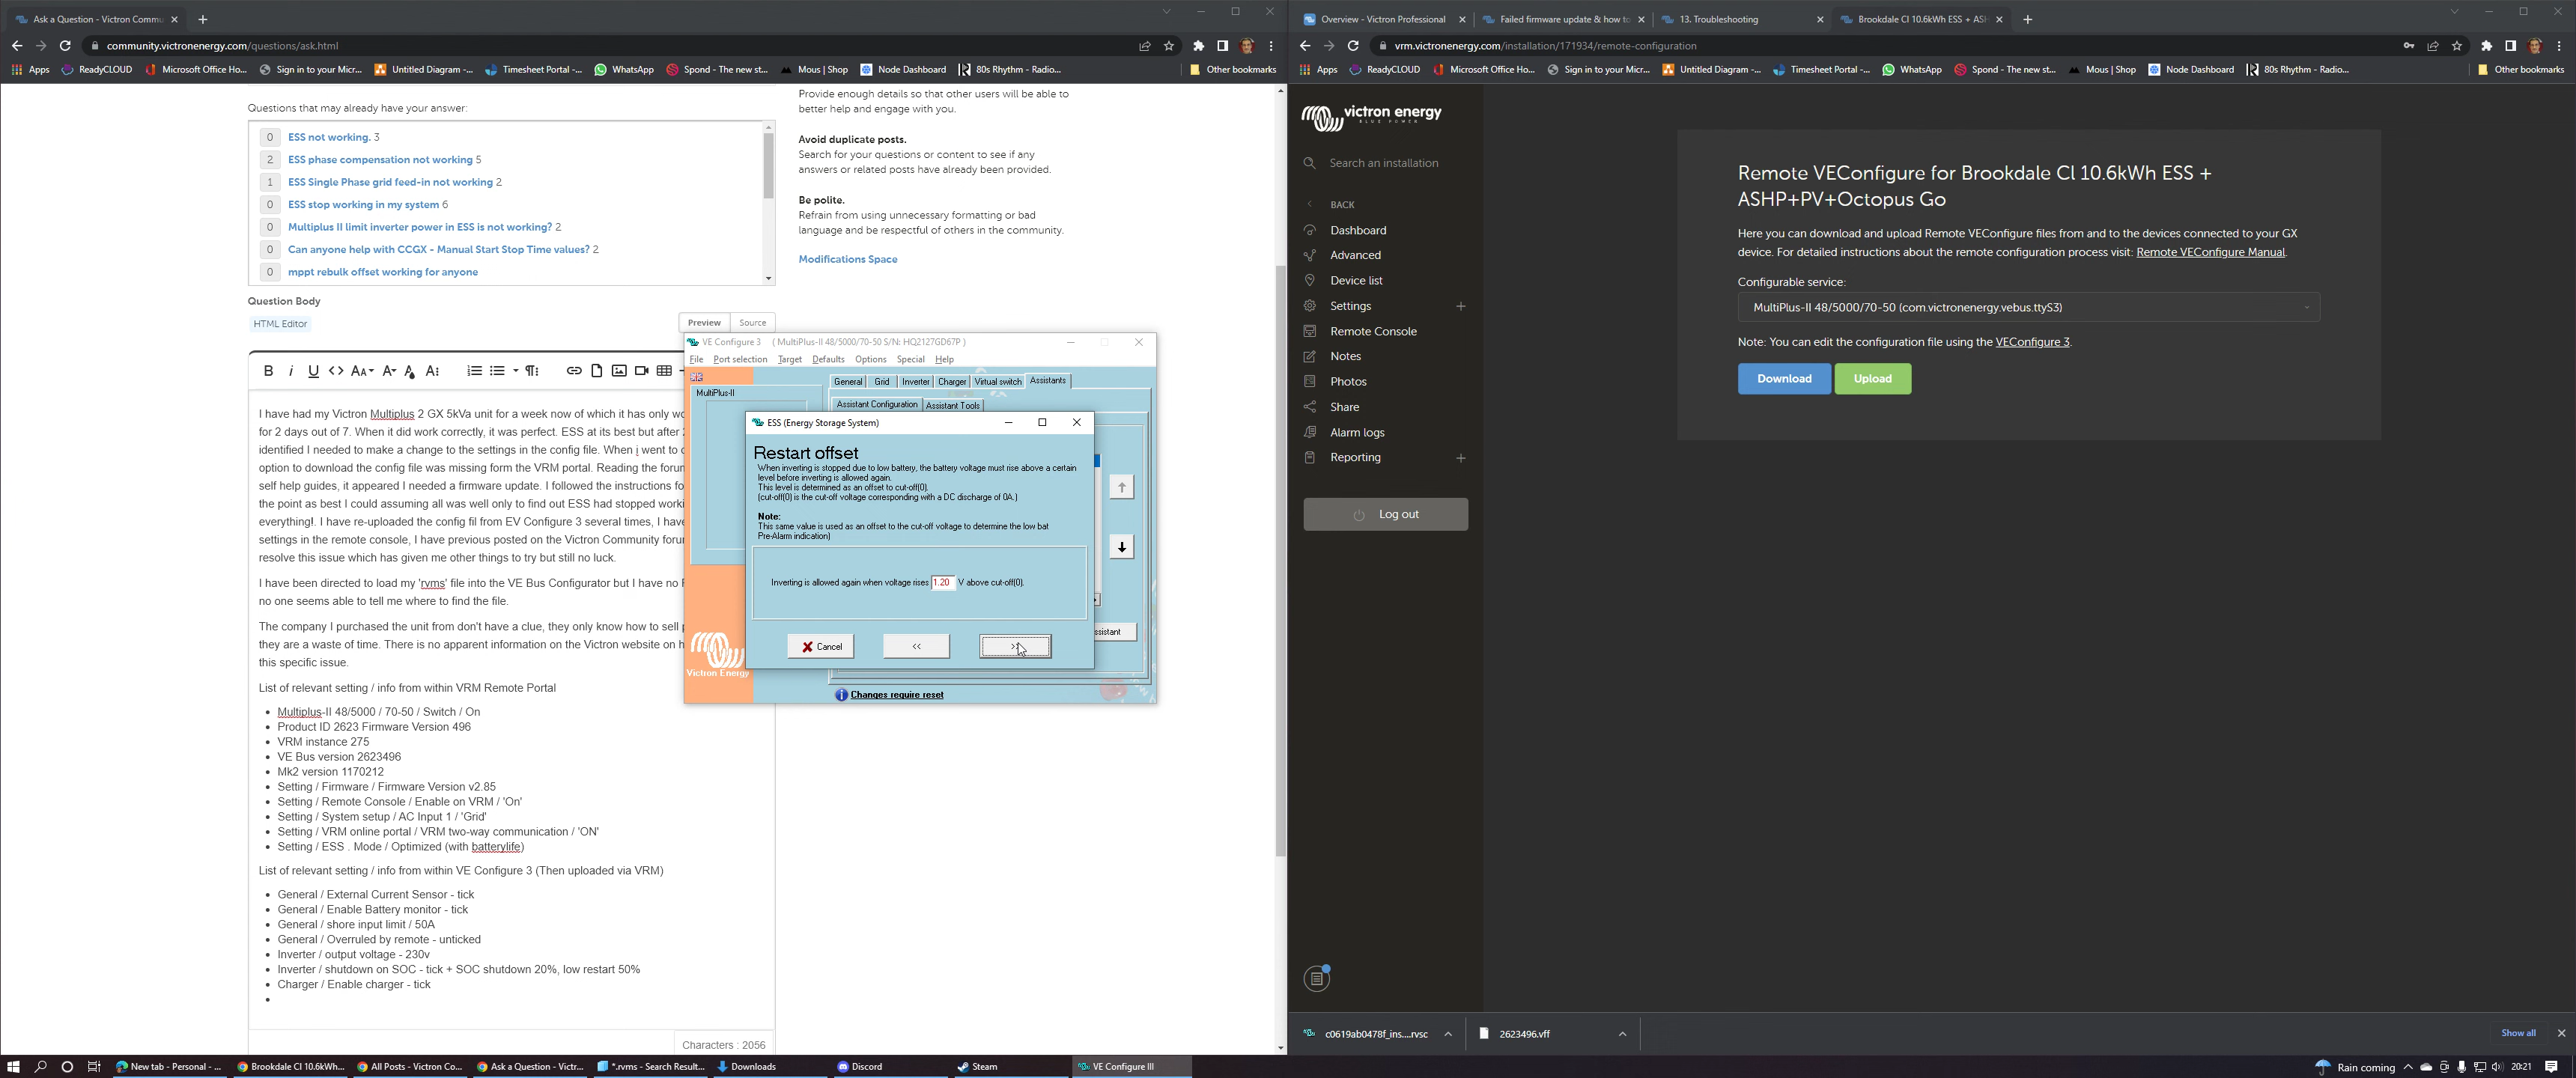 Ask a Question - Victron Commu
community.victronenergy.com/questions/ask.html
Apps
ReadyCLOUD
Microsoft Office Ho...
Sign in to your Micr...
Untitled Diagram -...
Timesheet Portal -...
WhatsApp
Spond - The new st...
Mous | Shop
Node Dashboard
80s Rhythm - Radio...
Other bookmarks
Questions that may already have your answer:
0 ESS not working. 3
2 ESS phase compensation not working 5
1 ESS Single Phase grid feed-in not working 2
0 ESS stop working in my system 6
0 Multiplus II limit inverter power in ESS is not working? 2
0 Can anyone help with CCGX - Manual Start Stop Time values? 2
0 mppt rebulk offset working for anyone
Provide enough details so that other users will be able to
better help and engage with you.
Avoid duplicate posts.
Search for your questions or content to see if any
answers or related posts have already been provided.
Be polite.
Refrain from using unnecessary formatting or bad
language and be respectful of others in the community.
Modifications Space
Question Body
HTML Editor
Preview
Source
I have had my Victron Multiplus 2 GX 5kVa unit for a week now of which it has only wo
for 2 days out of 7. When it did work correctly, it was perfect. ESS at its best but after
identified I needed to make a change to the settings in the config file. When i went to
option to download the config file was missing form the VRM portal. Reading the forun
self help guides, it appeared I needed a firmware update. I followed the instructions fo
the point as best I could assuming all was well only to find out ESS had stopped worki
everything!. I have re-uploaded the config fil from EV Configure 3 several times, I have
settings in the remote console, I have previous posted on the Victron Community foru
resolve this issue which has given me other things to try but still no luck.
I have been directed to load my 'rvms' file into the VE Bus Configurator but I have no
no one seems able to tell me where to find the file.
The company I purchased the unit from don't have a clue, they only know how to sell
they are a waste of time. There is no apparent information on the Victron website on h
this specific issue.
List of relevant setting / info from within VRM Remote Portal
• Multiplus-II 48/5000 / 70-50 / Switch / On
• Product ID 2623 Firmware Version 496
• VRM instance 275
• VE Bus version 2623496
• Mk2 version 1170212
• Setting / Firmware / Firmware Version v2.85
• Setting / Remote Console / Enable on VRM / 'On'
• Setting / System setup / AC Input 1 / 'Grid'
• Setting / VRM online portal / VRM two-way communication / 'ON'
• Setting / ESS . Mode / Optimized (with batterylife)
List of relevant setting / info from within VE Configure 3 (Then uploaded via VRM)
• General / External Current Sensor - tick
• General / Enable Battery monitor - tick
• General / shore input limit / 50A
• General / Overruled by remote - unticked
• Inverter / output voltage - 230v
• Inverter / shutdown on SOC - tick + SOC shutdown 20%, low restart 50%
• Charger / Enable charger - tick
•
Characters : 2056
VE Configure 3 ( MultiPlus-II 48/5000/70-50 S/N: HQ2127GD67P )
File Port selection Target Defaults Options Special Help
MultiPlus-II
General Grid Inverter Charger Virtual switch Assistants
Assistant Configuration Assistant Tools
ESS (Energy Storage System)
Restart offset
When inverting is stopped due to low battery, the battery voltage must rise above a certain
level before inverting is allowed again.
This level is determined as an offset to cut-off(0).
(cut-off(0) is the cut-off voltage corresponding with a DC discharge of 0A.)
Note:
This same value is used as an offset to the cut-off voltage to determine the low bat
Pre-Alarm indication)
Inverting is allowed again when voltage rises 1.20 V above cut-off(0).
Cancel
<<
ssistant
Victron Energy
Changes require reset
Overview - Victron Professional
Failed firmware update & how to
13. Troubleshooting
Brookdale Cl 10.6kWh ESS + ASH
vrm.victronenergy.com/installation/171934/remote-configuration
Apps
ReadyCLOUD
Microsoft Office Ho...
Sign in to your Micr...
Untitled Diagram -...
Timesheet Portal -...
WhatsApp
Spond - The new st...
Mous | Shop
Node Dashboard
80s Rhythm - Radio...
Other bookmarks
victron energy
BLUE POWER
Search an installation
BACK
Dashboard
Advanced
Device list
Settings
Remote Console
Notes
Photos
Share
Alarm logs
Reporting
Log out
Remote VEConfigure for Brookdale Cl 10.6kWh ESS +
ASHP+PV+Octopus Go
Here you can download and upload Remote VEConfigure files from and to the devices connected to your GX
device. For detailed instructions about the remote configuration process visit: Remote VEConfigure Manual.
Configurable service:
MultiPlus-II 48/5000/70-50 (com.victronenergy.vebus.ttyS3)
Note: You can edit the configuration file using the VEConfigure 3.
Download
Upload
c0619ab0478f_ins....rvsc
2623496.vff
Show all
New tab - Personal - ...
Brookdale Cl 10.6kWh...
All Posts - Victron Co...
Ask a Question - Victr...
*.rvms - Search Result...
Downloads
Discord
Steam
VE Configure III
Rain coming
20:21